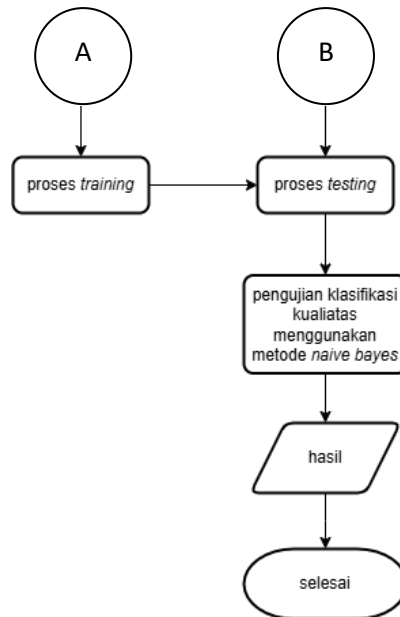 A
B
proses training
proses testing
pengujian klasifikasi
kualiatas
menggunakan
metode naive bayes
hasil
selesai